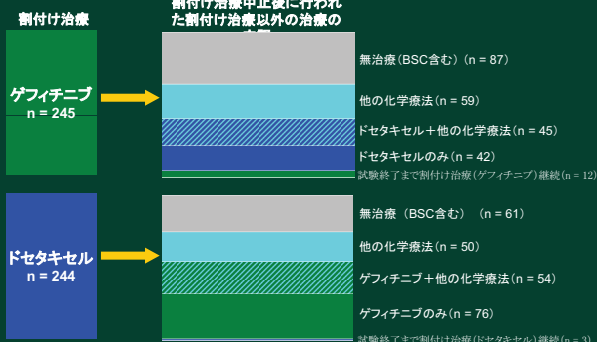 割付け治療
割付け治療中止後に行われ
た割付け治療以外の治療の
ゲフィチニブ
n = 245
無治療（BSC含む）（n = 87）
他の化学療法（n = 59）
ドセタキセル＋他の化学療法（n = 45）
ドセタキセルのみ（n = 42）
試験終了まで割付け治療（ゲフィチニブ）継続（n = 12）
ドセタキセル
n = 244
無治療 （BSC含む） （n = 61）
他の化学療法（n = 50）
ゲフィチニブ＋他の化学療法（n = 54）
ゲフィチニブのみ（n = 76）
試験終了まで割付け治療（ドセタキセル）継続（n = 3）